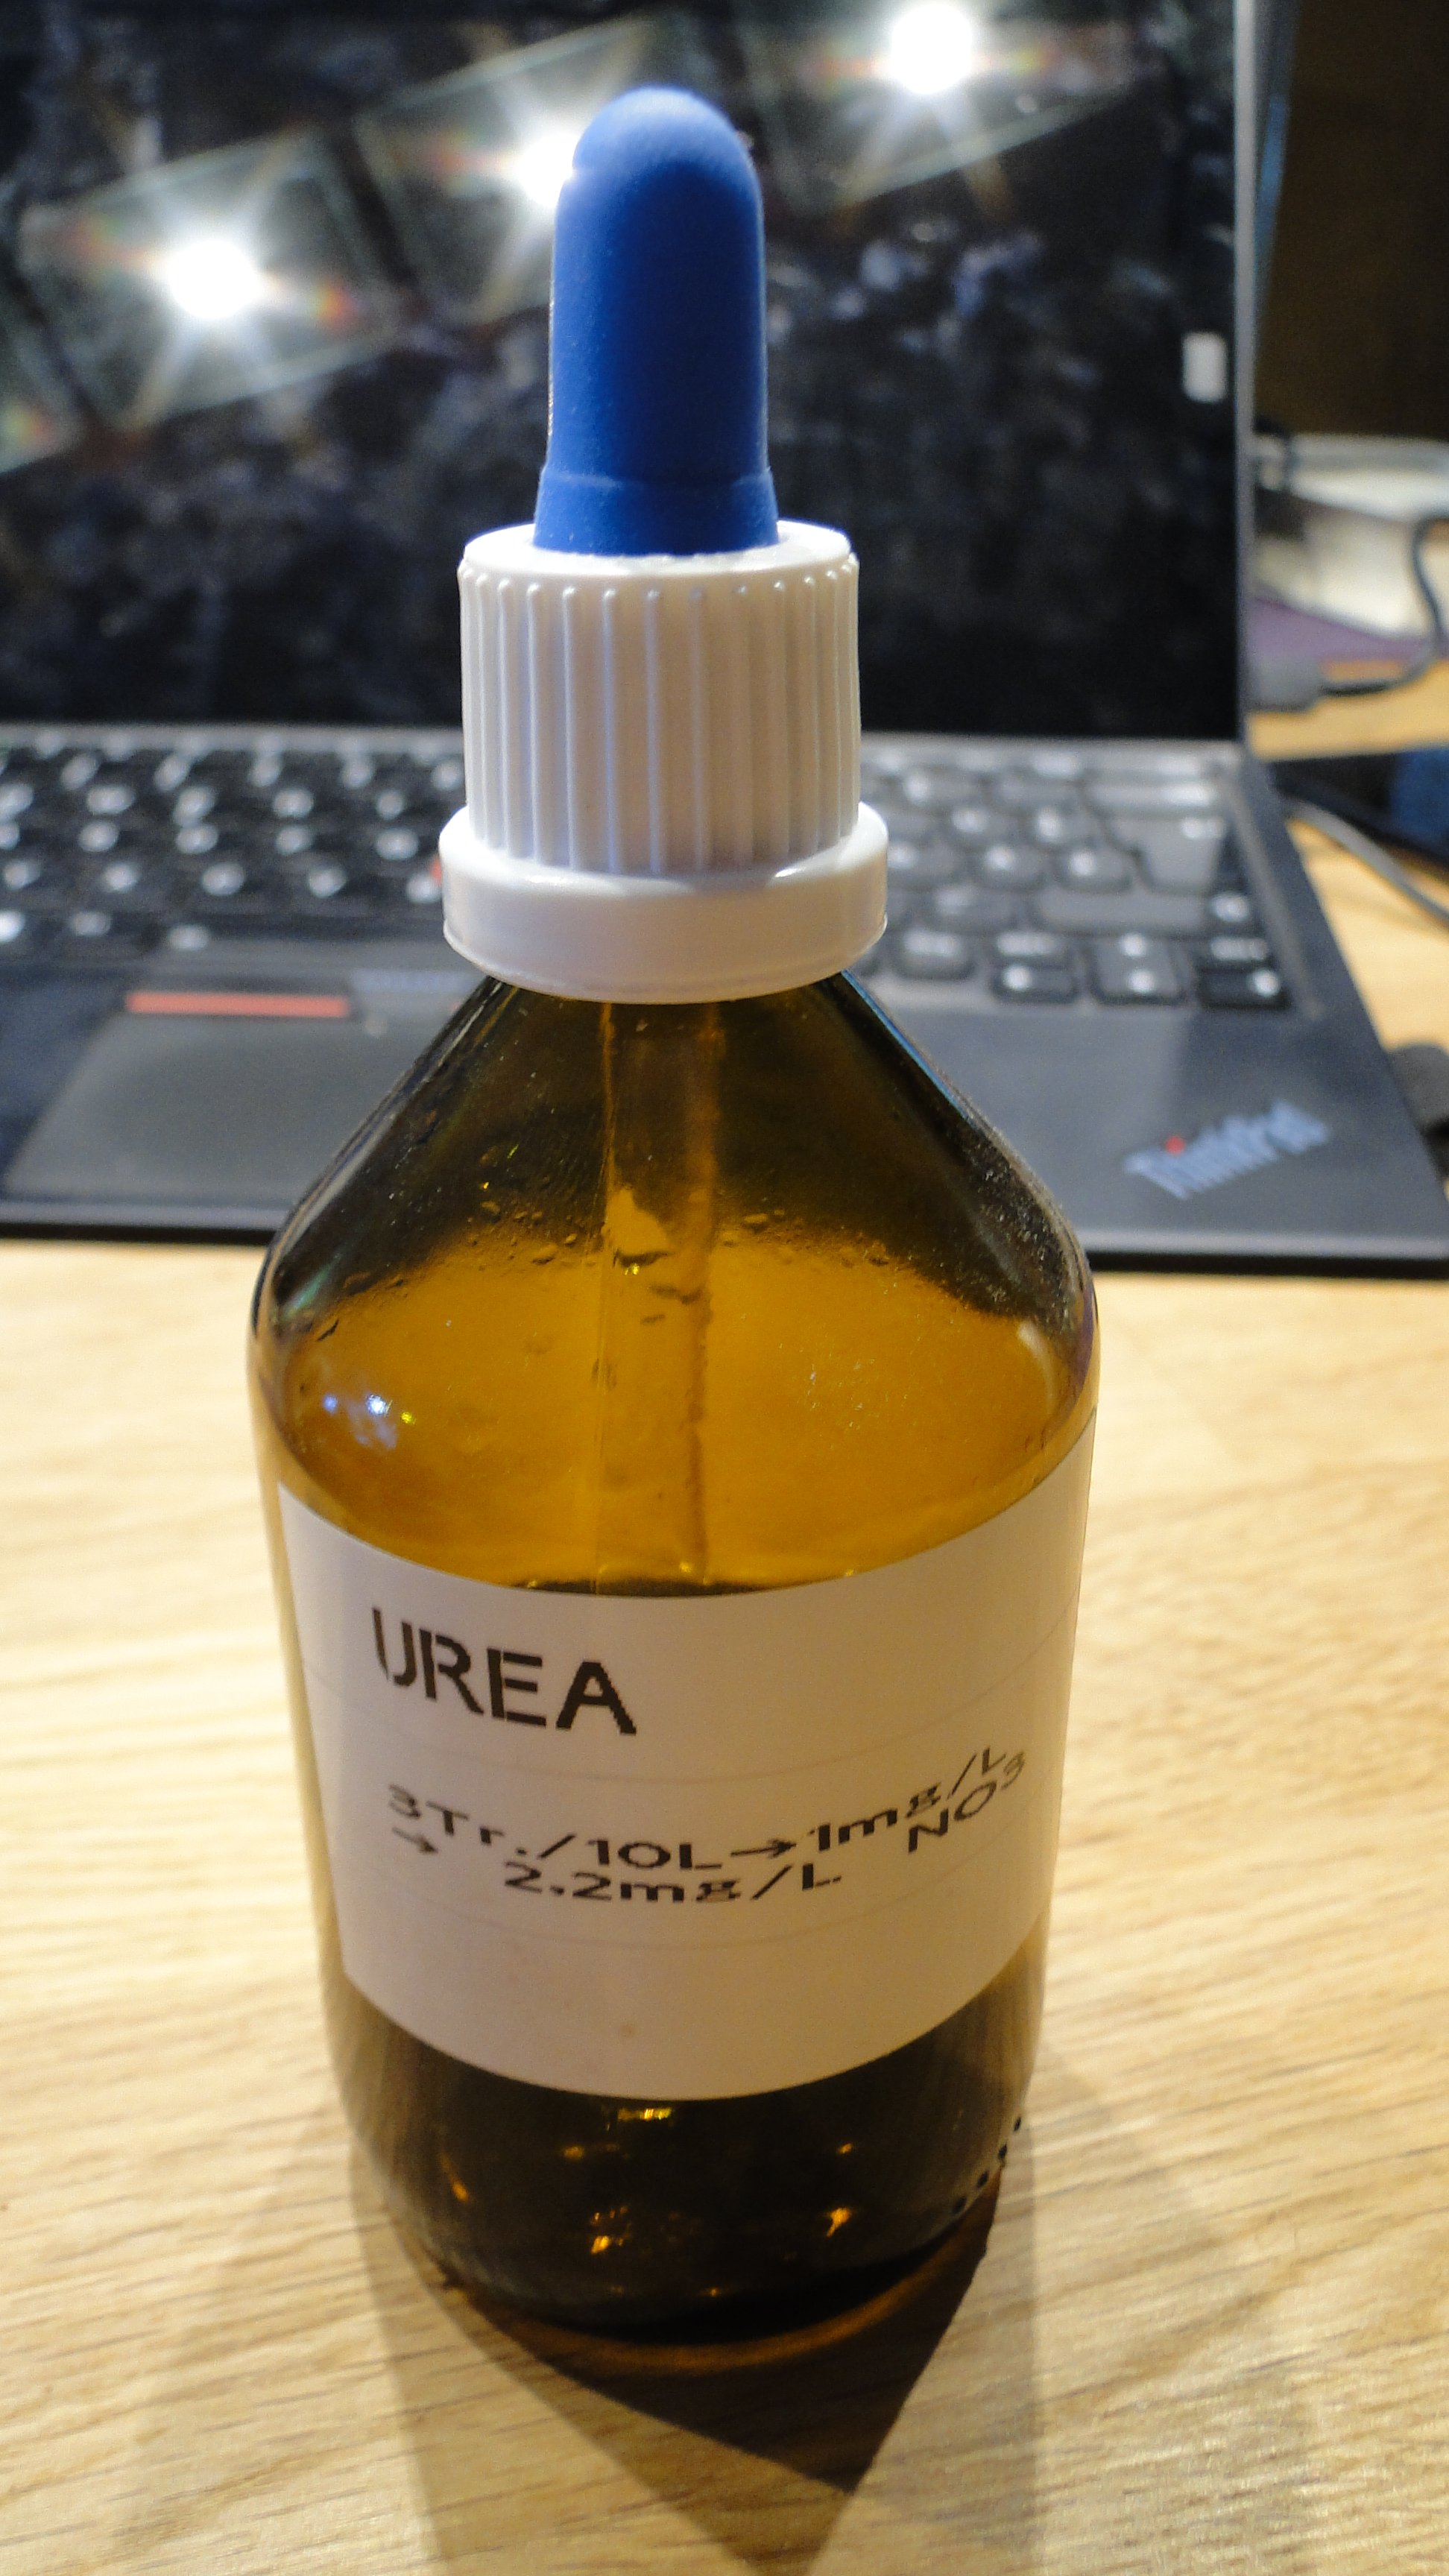 ThinkPad
UREA
3Tr./10L→1mg/L
→ 2.2mg/L NO3